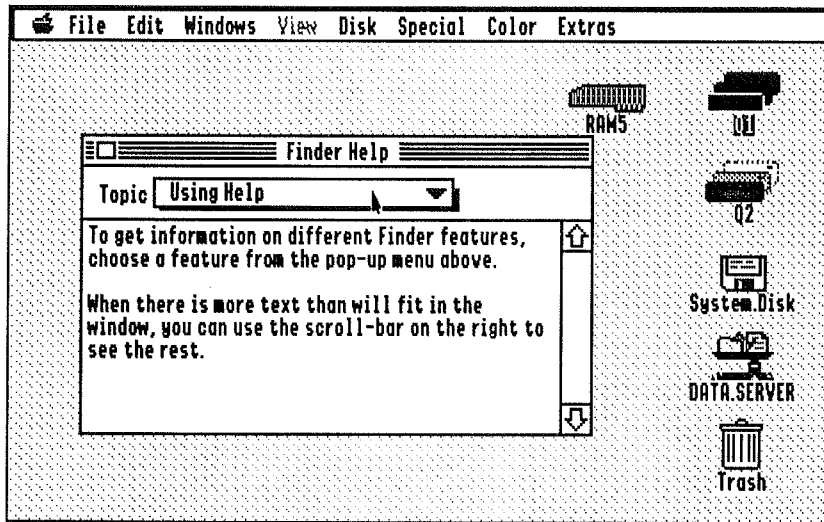 File Edit Windows View Disk Special Color Extras
RAM5
Finder Help
Topic Using Help
To get information on different Finder features,
choose a feature from the pop-up menu above.
When there is more text than will fit in the
window, you can use the scroll-bar on the right to
see the rest.
Q2
System.Disk
DATA.SERVER
Trash